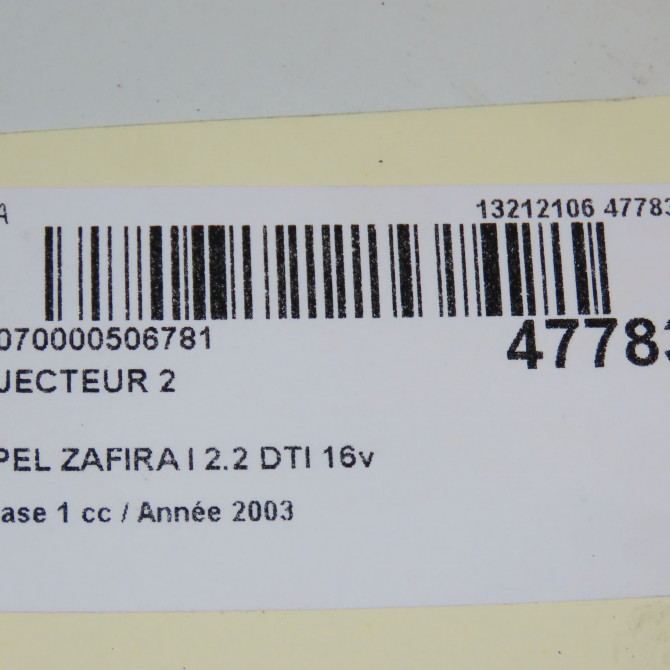 A 13212106 47783
070000506781 47783
JECTEUR 2
PEL ZAFIRA I 2.2 DTI 16v
ase 1 cc / Année 2003